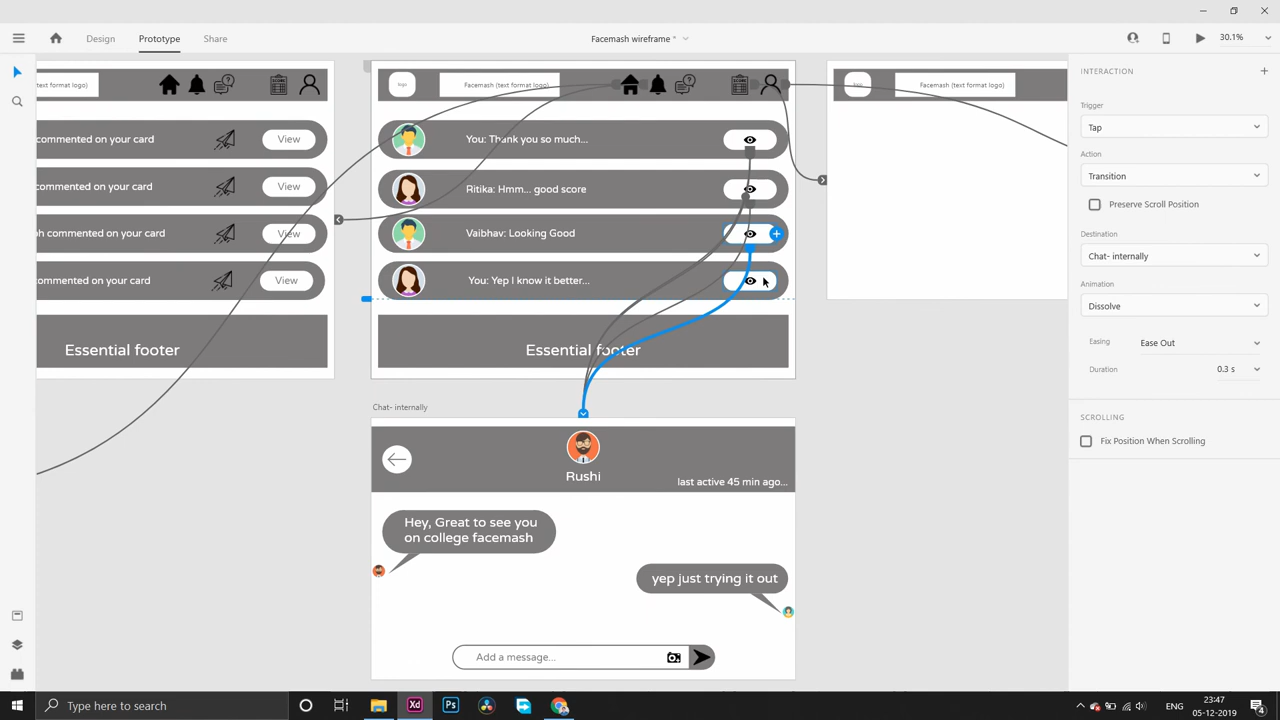 Design
Prototype
Share
Facemash wireframe *
30.1%
(text format logo)
SCORE
logo
Facemash (text format logo)
SCORE
logo
Facemash (text format logo)
commented on your card
View
commented on your card
View
ph commented on your card
View
commented on your card
View
Essential footer
You: Thank you so much...
Ritika: Hmm... good score
Vaibhav: Looking Good
You: Yep I know it better...
Essential footer
Chat- internally
Rushi
last active 45 min ago...
Hey, Great to see you
on college facemash
yep just trying it out
Add a message...
INTERACTION
Trigger
Tap
Action
Transition
Preserve Scroll Position
Destination
Chat- internally
Animation
Dissolve
Easing
Ease Out
Duration
0.3 s
SCROLLING
Fix Position When Scrolling
Type here to search
Xd
Ps
ENG
23:47
05-12-2019